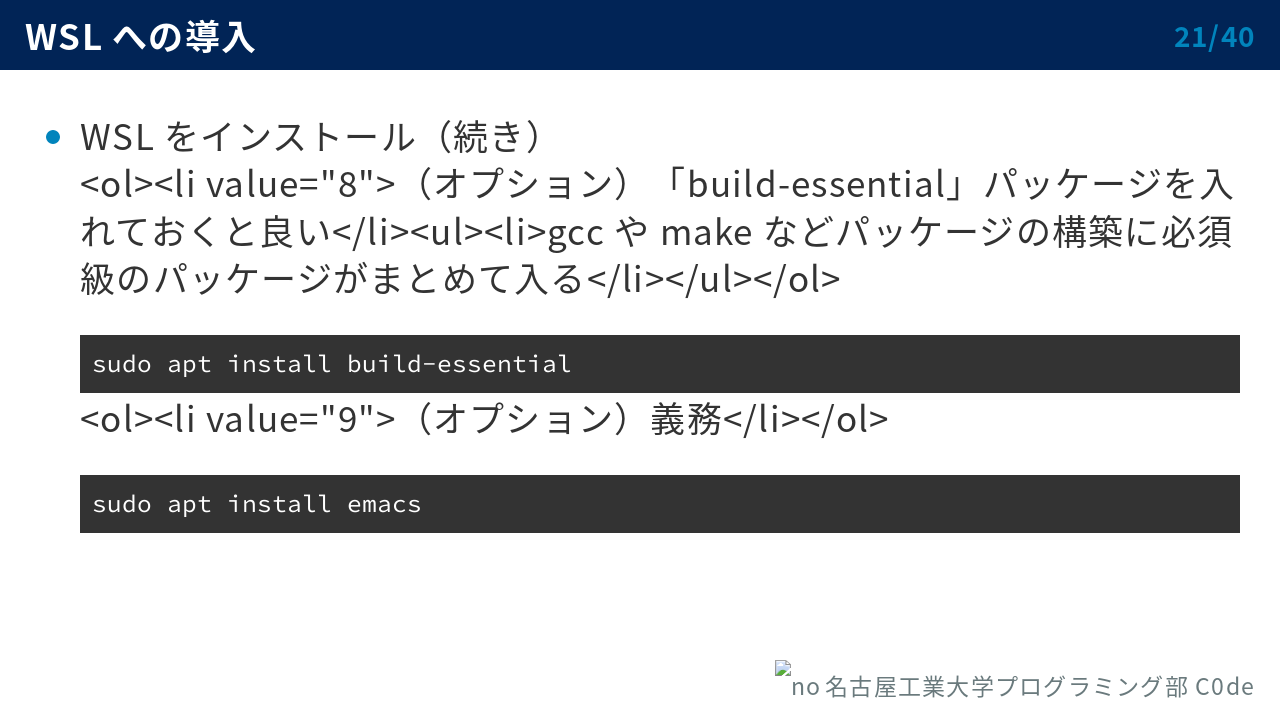 WSL への導入
21/40
WSL をインストール（続き）
<ol><li value="8">（オプション）「build-essential」パッケージを入
れておくと良い</li><ul><li>gcc や make などパッケージの構築に必須
級のパッケージがまとめて入る</li></ul></ol>
sudo apt install build-essential
<ol><li value="9">（オプション）義務</li></ol>
sudo apt install emacs
no 名古屋工業大学プログラミング部 C0de